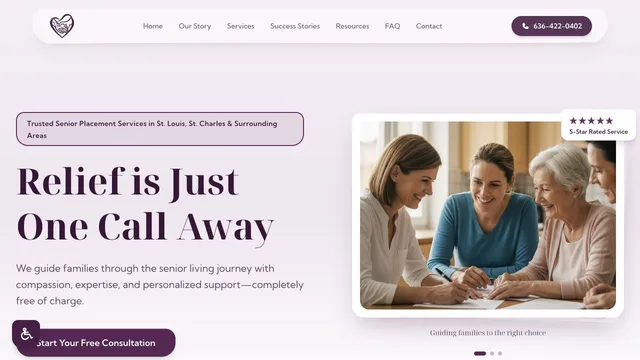 Home Our Story Services Success Stories Resources FAQ Contact 636-422-0402
Trusted Senior Placement Services in St. Louis, St. Charles & Surrounding
Areas
5-Star Rated Service
Relief is Just
One Call Away
We guide families through the senior living journey with
compassion, expertise, and personalized support—completely
free of charge.
Guiding families to the right choice
Start Your Free Consultation